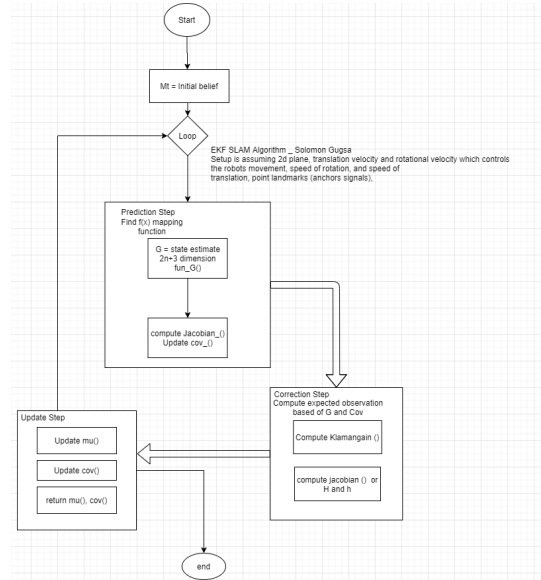 Start
Mt = Initial belief
Loop
EKF SLAM Algorithm _ Solomon Gugsa
Setup is assuming 2d plane, translation velocity and rotational velocity which controls
the robots movement, speed of rotation, and speed of
translation, point landmarks (anchors signals),
Prediction Step
Find f(x) mapping
function
G = state estimate
2n+3 dimension
fun_G()
compute Jacobian_()
Update cov_()
Correction Step
Compute expected observation
based of G and Cov
Compute Klamangain ()
compute jacobian () or
H and h
Update Step
Update mu()
Update cov()
return mu(), cov()
end